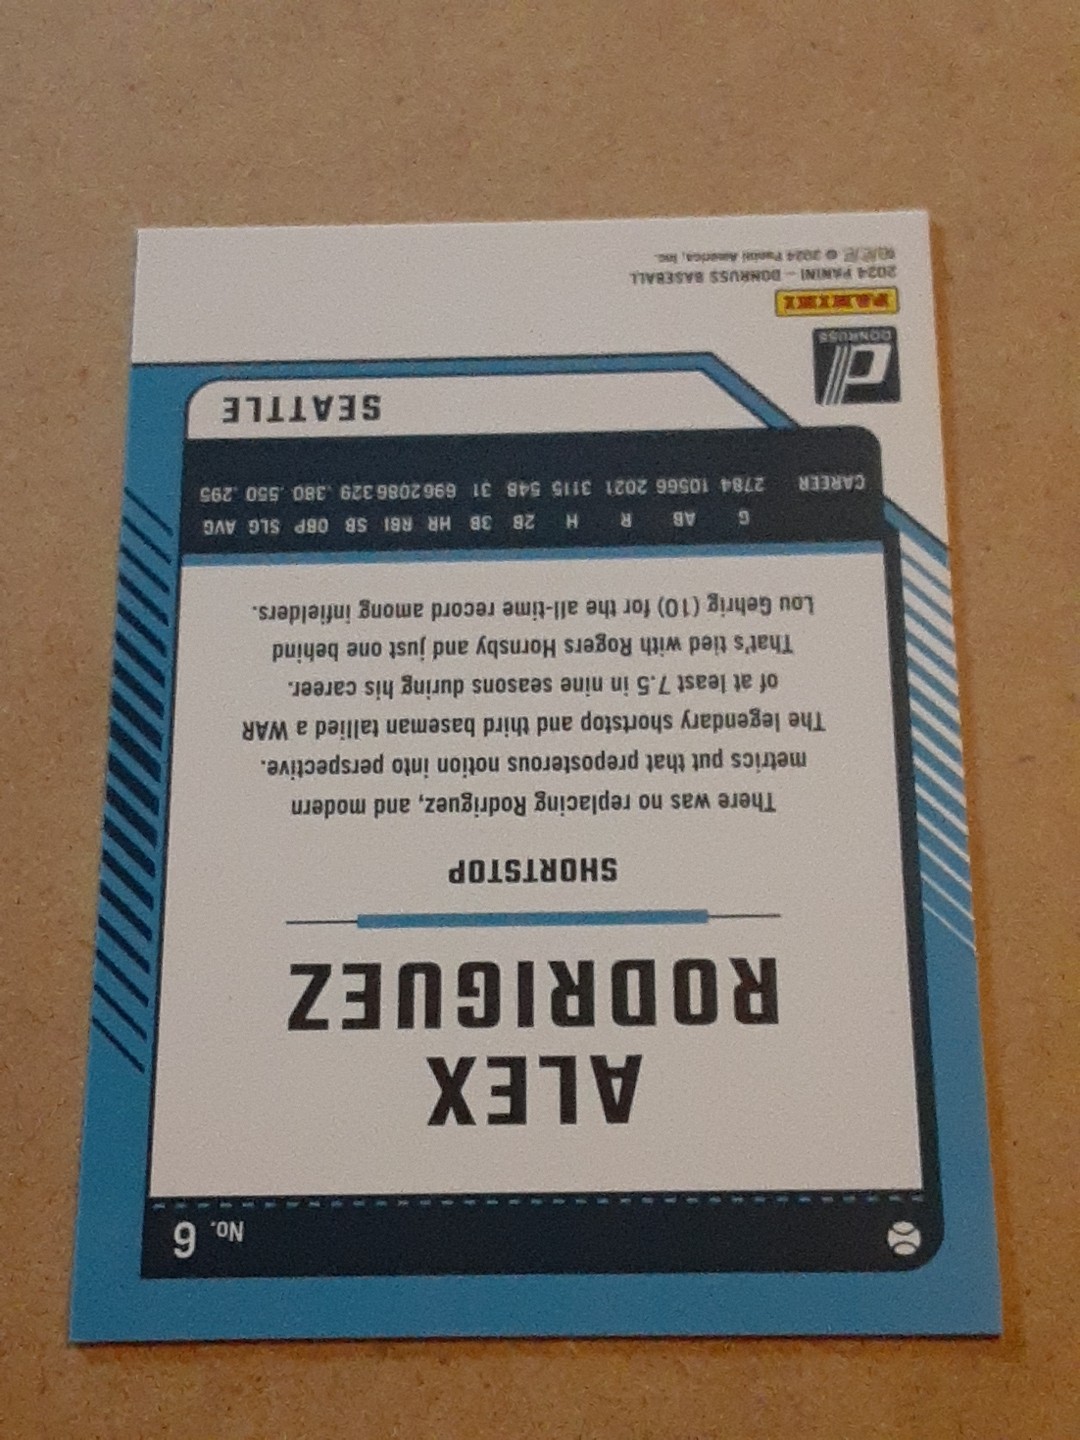 No. 6
ALEX
RODRIGUEZ
SHORTSTOP
There was no replacing Rodriguez, and modern
metrics put that preposterous notion into perspective.
The legendary shortstop and third baseman tallied a WAR
of at least 7.5 in nine seasons during his career.
That's tied with Rogers Hornsby and just one behind
Lou Gehrig (10) for the all-time record among infielders.
G AB R H 2B 3B HR RBI SB OBP SLG AVG
CAREER 2784 10566 2021 3115 548 31 696 2086 329 .380 .550 .295
SEATTLE
DONRUSS
PANINI
2024 PANINI – DONRUSS BASEBALL
© 2024 Panini America, Inc.